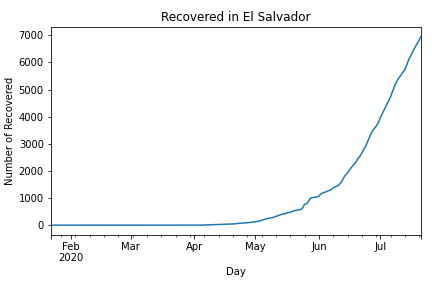 Recovered in El Salvador
7000
6000
5000
4000
3000
2000
1000
0
Number of Recovered
Feb
2020
Mar
Apr
May
Jun
Jul
Day